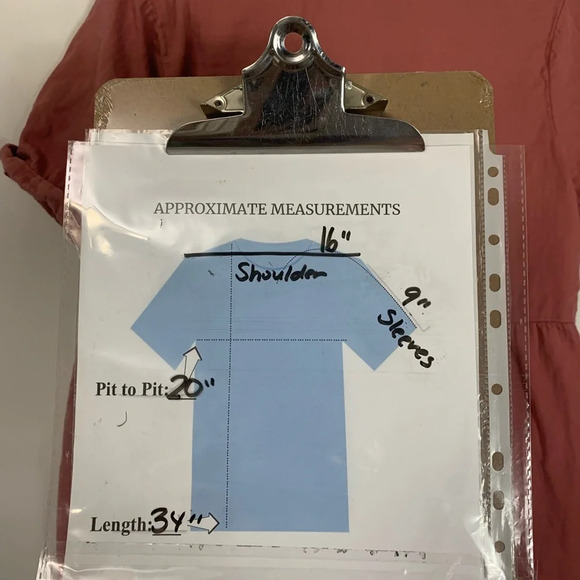 APPROXIMATE MEASUREMENTS
16"
Shoulder
9"
Sleeves
Pit to Pit: 20"
Length: 34"